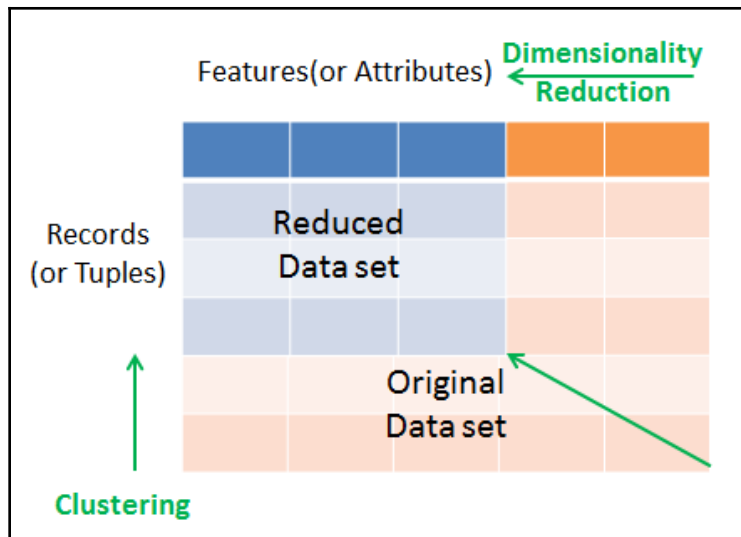 Features(or Attributes)
Dimensionality
Reduction
Records
(or Tuples)
Reduced
Data set
Original
Data set
Clustering